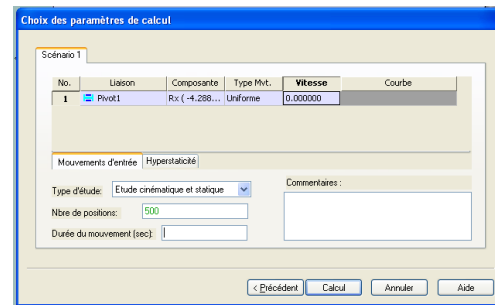 Choix des paramètres de calcul
Scénario 1
No. Liaison Composante Type Mvt. Vitesse Courbe
1 Pivot1 Rx ( -4.288... Uniforme 0.000000
Mouvements d'entrée Hyperstaticité
Type d'étude: Etude cinématique et statique
Commentaires :
Nbre de positions: 500
Durée du mouvement (sec):
< Précédent Calcul Annuler Aide